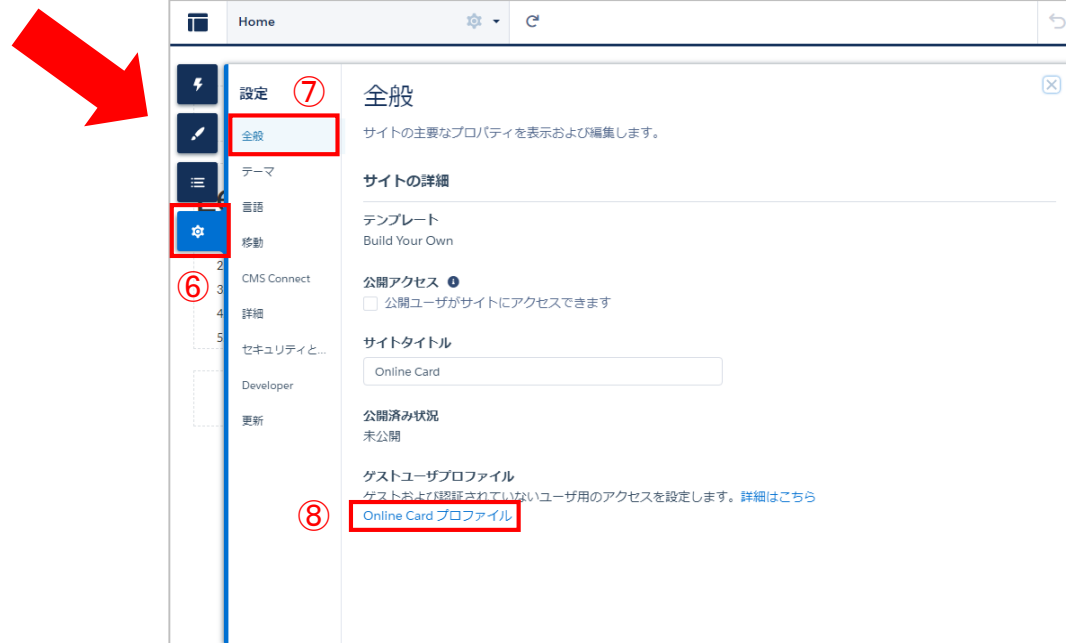 Home
設定
⑦
全般
テーマ
言語
移動
CMS Connect
詳細
セキュリティと...
Developer
更新
⑥
2
3
4
5
全般
サイトの主要なプロパティを表示および編集します。
サイトの詳細
テンプレート
Build Your Own
公開アクセス
公開ユーザがサイトにアクセスできます
サイトタイトル
Online Card
公開済み状況
未公開
ゲストユーザプロファイル
ゲストおよび認証されていないユーザ用のアクセスを設定します。詳細はこちら
⑧
Online Card プロファイル